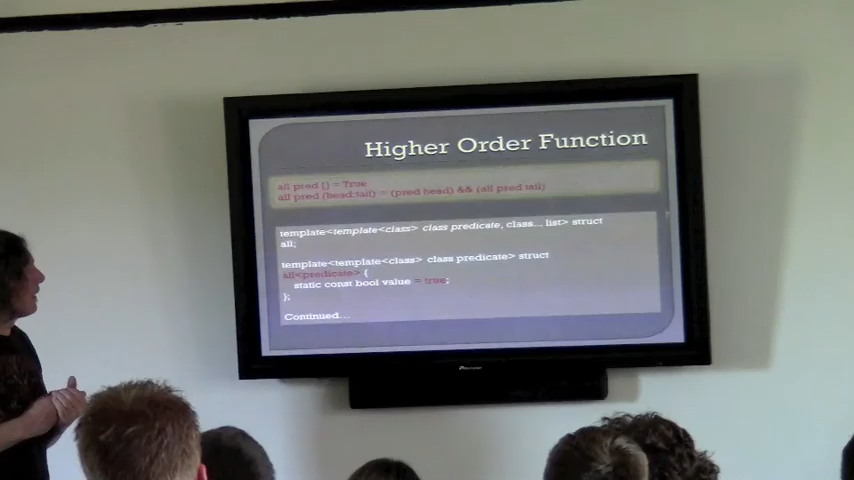 Higher Order Function
all pred [] = True
all pred (head:tail) = (pred head) && (all pred tail)
template<template<class> class predicate, class... list> struct
all;
template<template<class> class predicate> struct
all<predicate> {
static const bool value = true;
};
Continued...
Pioneer